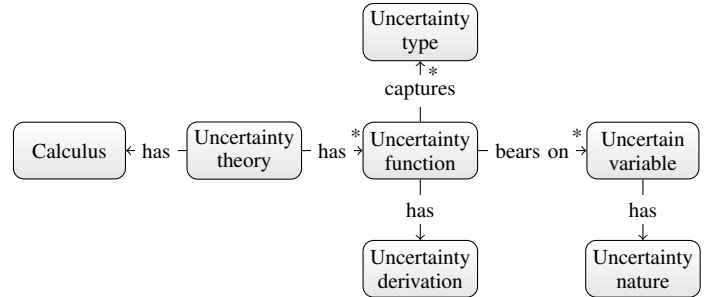 Uncertainty
type
*
captures
Calculus
has
Uncertainty
theory
has
*
Uncertainty
function
bears on
*
Uncertain
variable
has
has
Uncertainty
derivation
Uncertainty
nature